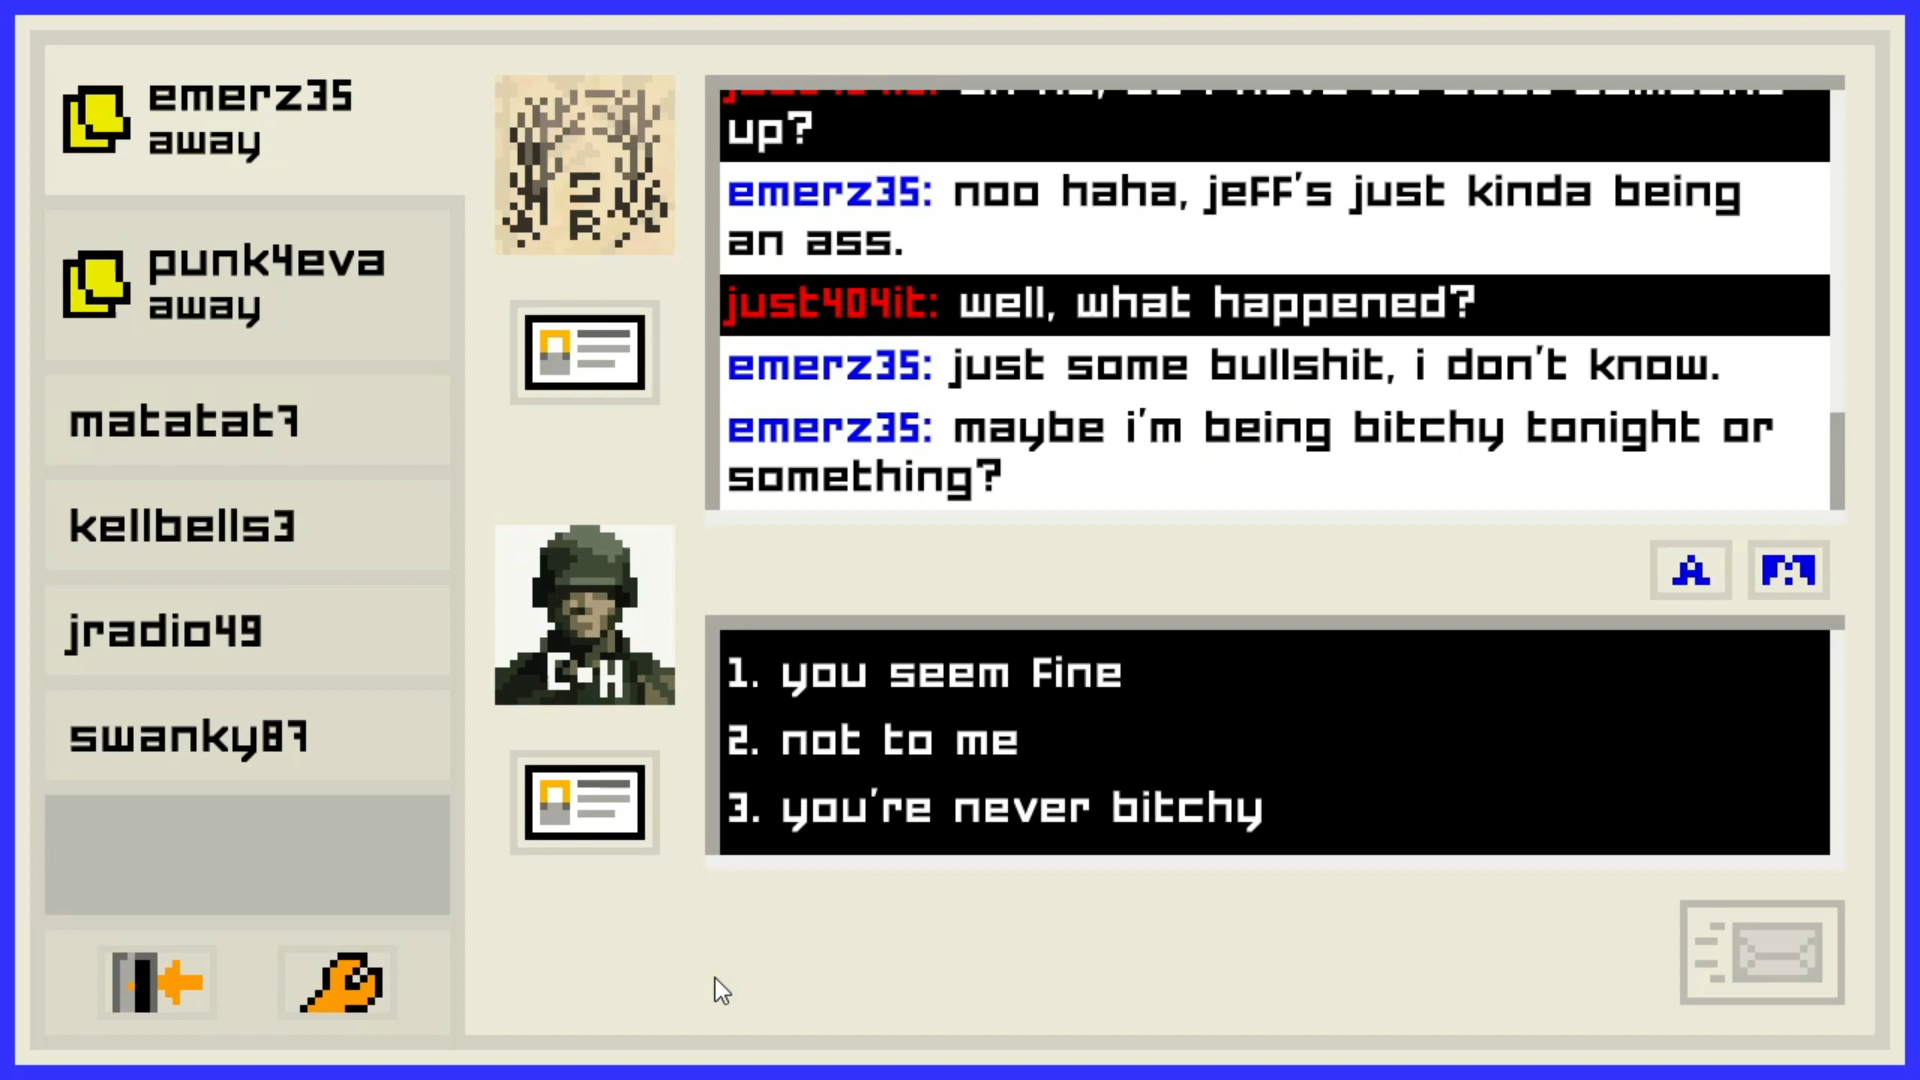 emerz35
away
punk4eva
away
matatat7
kellbells3
jradio49
swanky87
S
R
C•H
up?
emerz35: noo haha, jeff's just kinda being
an ass.
just404it: well, what happened?
emerz35: just some bullshit, i don't know.
emerz35: maybe i'm being bitchy tonight or
something?
A
1. you seem fine
2. not to me
3. you're never bitchy